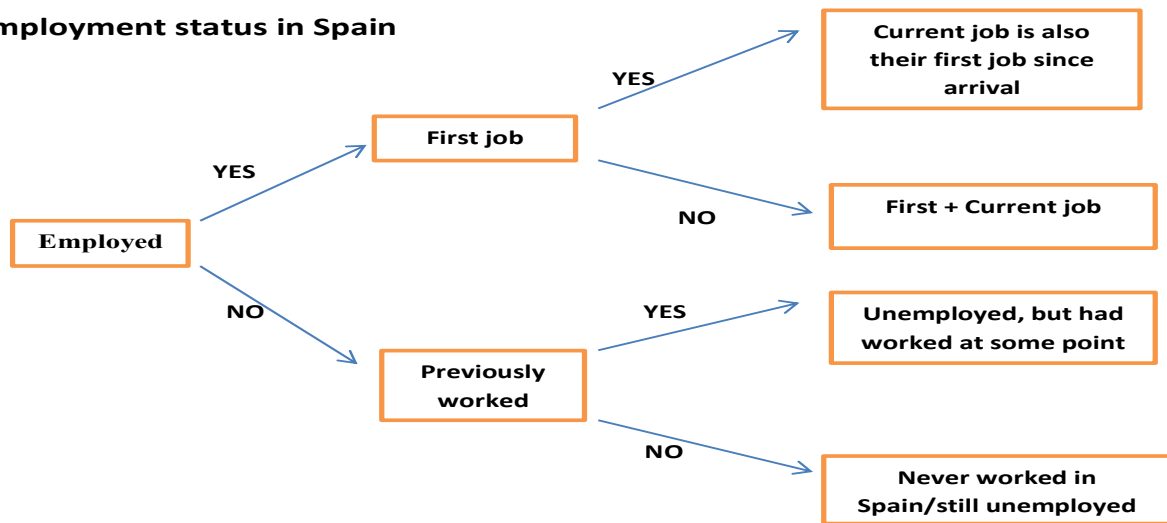 mployment status in Spain
Current job is also
their first job since
arrival
YES
First job
YES
NO
First + Current job
Employed
NO
YES
Unemployed, but had
worked at some point
Previously
worked
NO
Never worked in
Spain/still unemployed